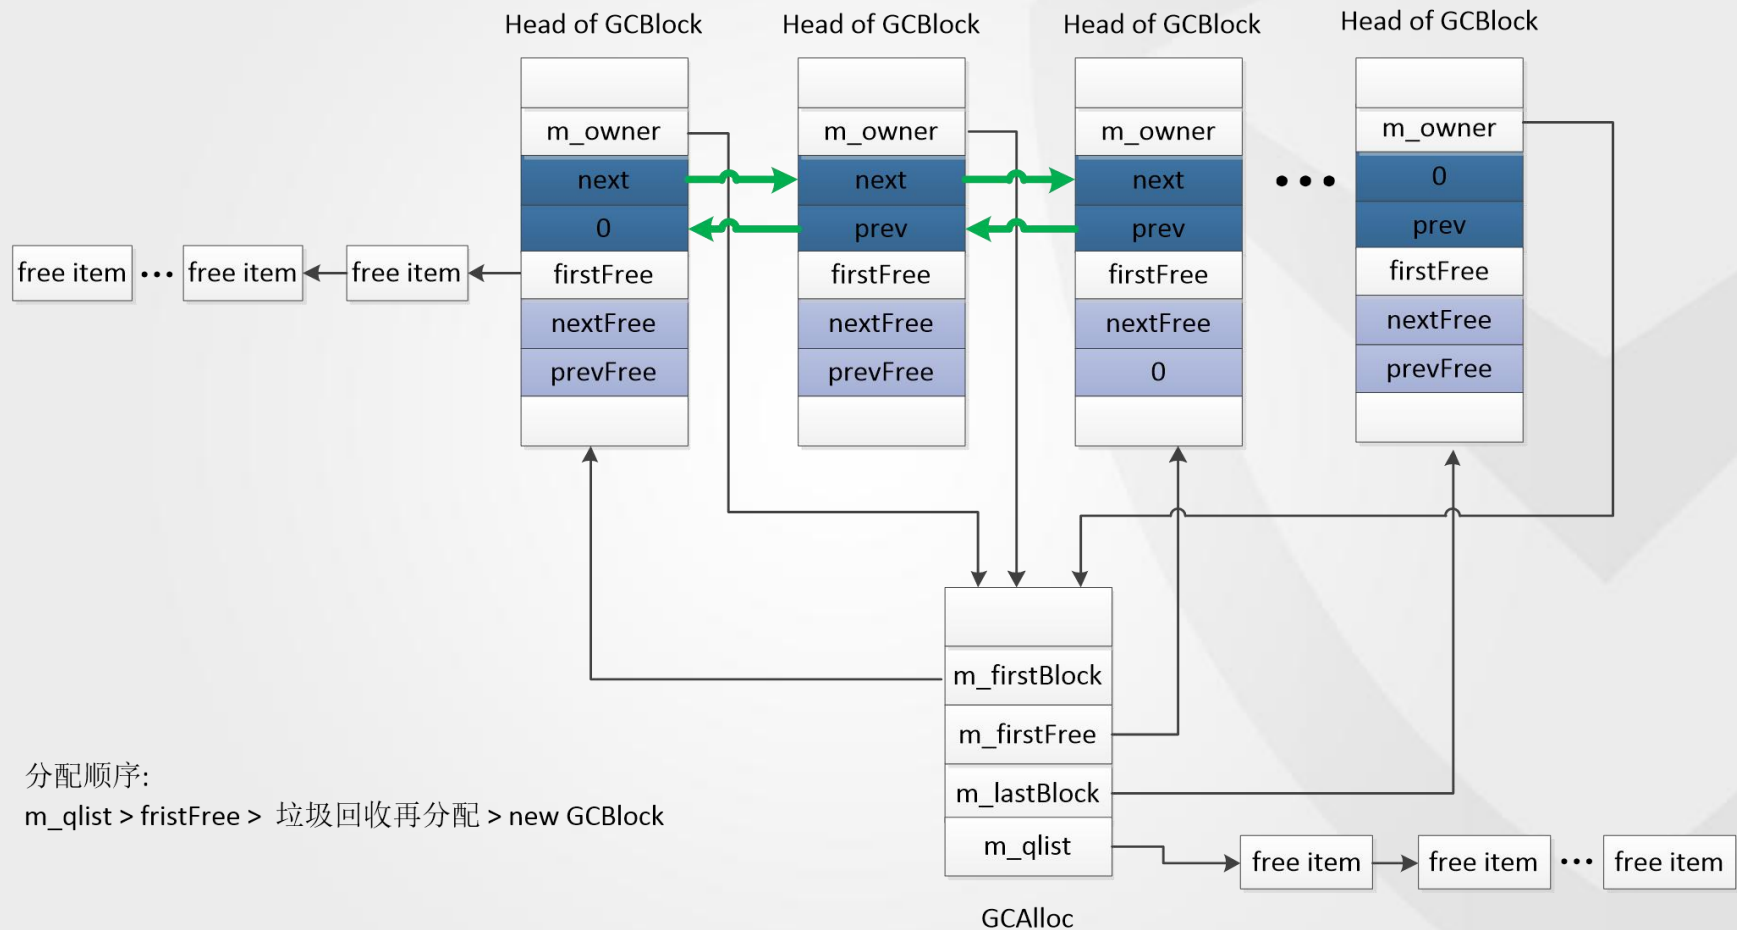 Head of GCBlock
Head of GCBlock
Head of GCBlock
Head of GCBlock
m_owner
next
0
firstFree
nextFree
prevFree
m_owner
next
prev
firstFree
nextFree
prevFree
m_owner
next
prev
firstFree
nextFree
0
m_owner
0
prev
firstFree
nextFree
prevFree
...
free item ... free item free item
m_firstBlock
m_firstFree
m_lastBlock
m_qlist
GCAlloc
free item free item ... free item
分配顺序:
m_qlist > fristFree > 垃圾回收再分配 > new GCBlock